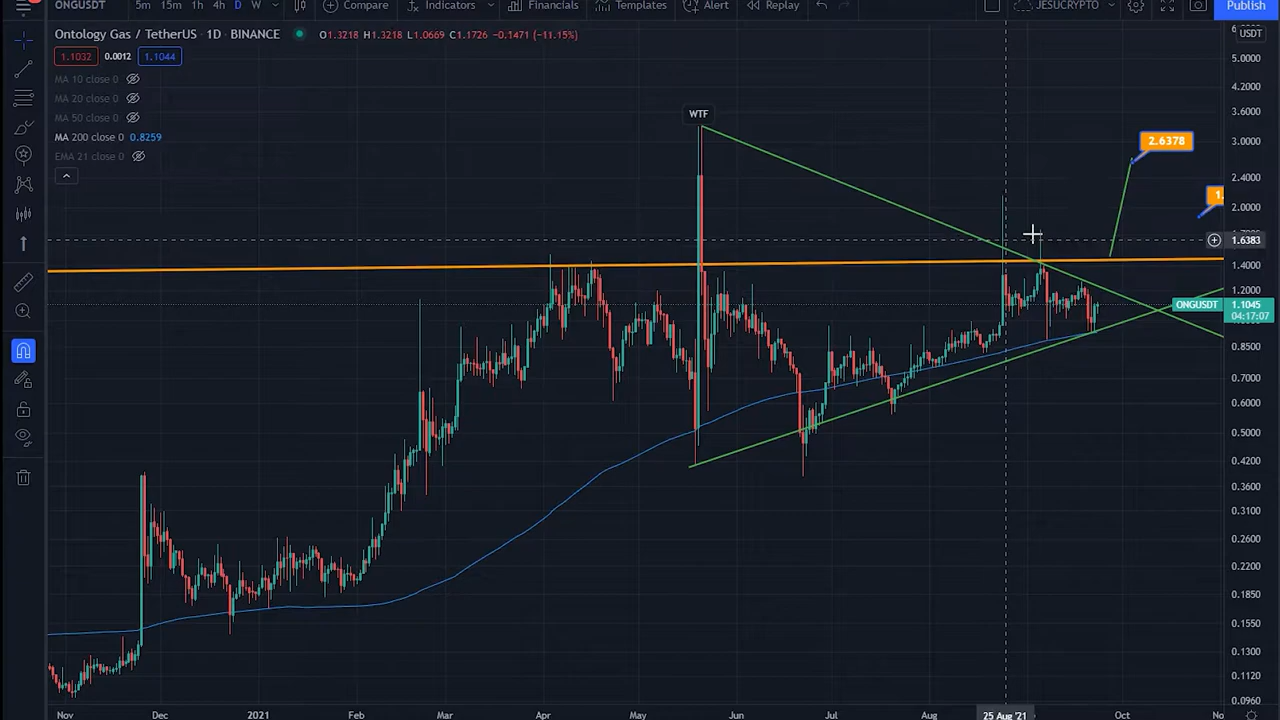 ONGUSDT 5m 15m 1h 4h D W Compare Indicators Financials Templates Alert Replay JESUCRYPTO Publish
Ontology Gas / TetherUS · 1D · BINANCE O1.3218 H1.3218 L1.0669 C1.1726 −0.1471 (−11.15%)
USDT
1.1032 0.0012 1.1044
5.0000
MA 10 close 0
4.2000
MA 20 close 0
3.6000
WTF
MA 50 close 0
MA 200 close 0 0.8259
3.0000
2.6378
EMA 21 close 0
2.4000
1.
2.0000
1.6383
1.4000
1.2000
ONGUSDT 1.1045
04:17:07
0.8500
0.7000
0.6000
0.5000
0.4200
0.3600
0.3100
0.2600
0.2200
0.1850
0.1550
0.1300
0.1120
0.0960
Nov Dec 2021 Feb Mar Apr May Jun Jul Aug 25 Aug '21 Oct No